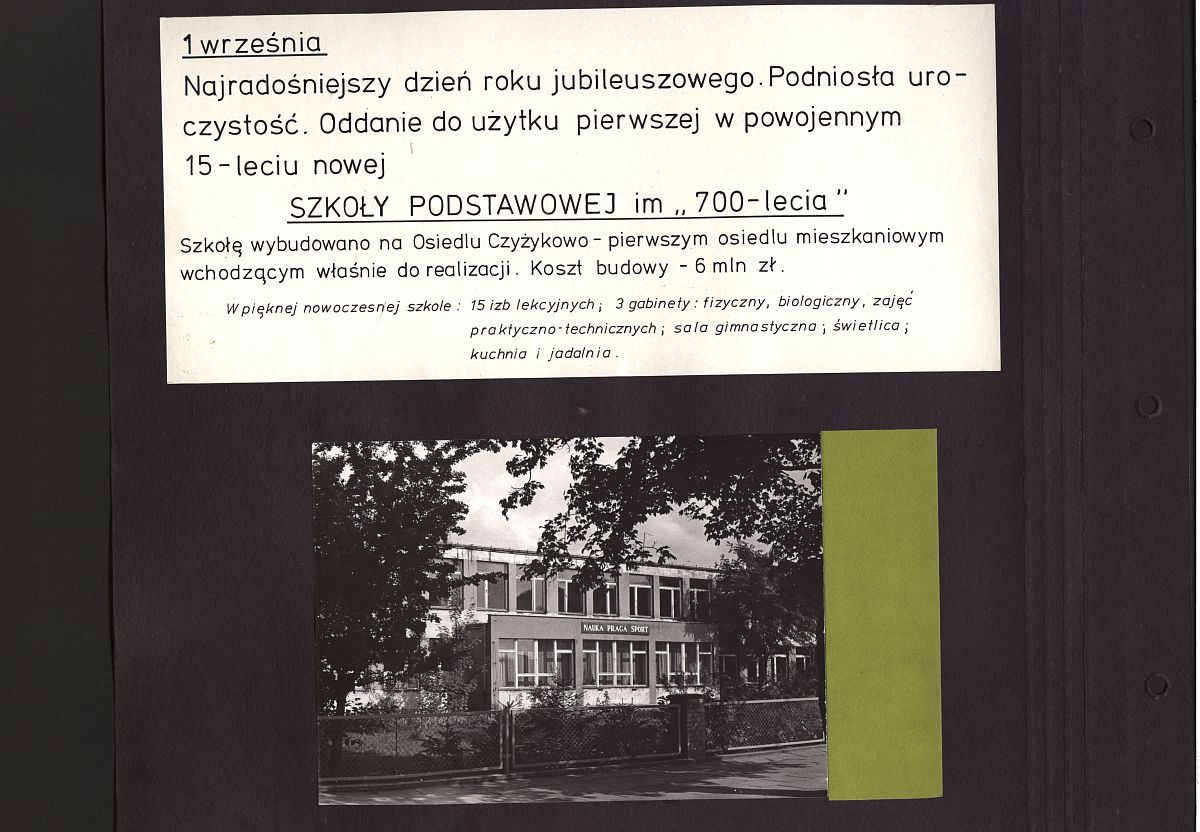 1 września
Najradośniejszy dzień roku jubileuszowego. Podniosła uro-
czystość. Oddanie do użytku pierwszej w powojennym
15-leciu nowej
SZKOŁY PODSTAWOWEJ im „700-lecia”
Szkołę wybudowano na Osiedlu Czyżykowo - pierwszym osiedlu mieszkaniowym
wchodzącym właśnie do realizacji. Koszt budowy - 6 mln zł.
W pięknej nowoczesnej szkole: 15 izb lekcyjnych; 3 gabinety: fizyczny, biologiczny, zajęć
praktyczno-technicznych; sala gimnastyczna; świetlica;
kuchnia i jadalnia.
NAUKA PRAGA SPORT